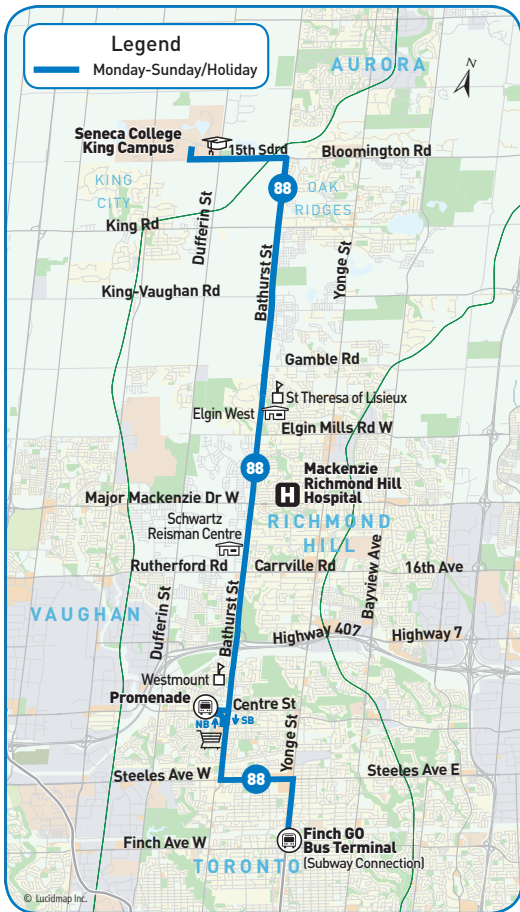 Legend
Monday-Sunday/Holiday
AURORA
N
Seneca College
King Campus
15th Sdrd
Bloomington Rd
88
KING
CITY
OAK
RIDGES
Dufferin St
King Rd
Bathurst St
Yonge St
King-Vaughan Rd
Gamble Rd
St Theresa of Lisieux
Elgin West
Elgin Mills Rd W
88
Mackenzie
Richmond Hill
Hospital
H
Major Mackenzie Dr W
RICHMOND
HILL
Schwartz
Reisman Centre
Rutherford Rd
Carrville Rd
16th Ave
Bayview Ave
VAUGHAN
Dufferin St
Bathurst St
Highway 407
Highway 7
Westmount
Promenade
Centre St
NB
SB
Yonge St
Steeles Ave W
88
Steeles Ave E
Finch Ave W
Finch GO
Bus Terminal
(Subway Connection)
TORONTO
© Lucidmap Inc.